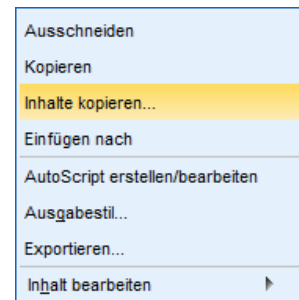 Ausschneiden
Kopieren
Inhalte kopieren...
Einfügen nach
AutoScript erstellen/bearbeiten
Ausgabestil...
Exportieren...
Inhalt bearbeiten